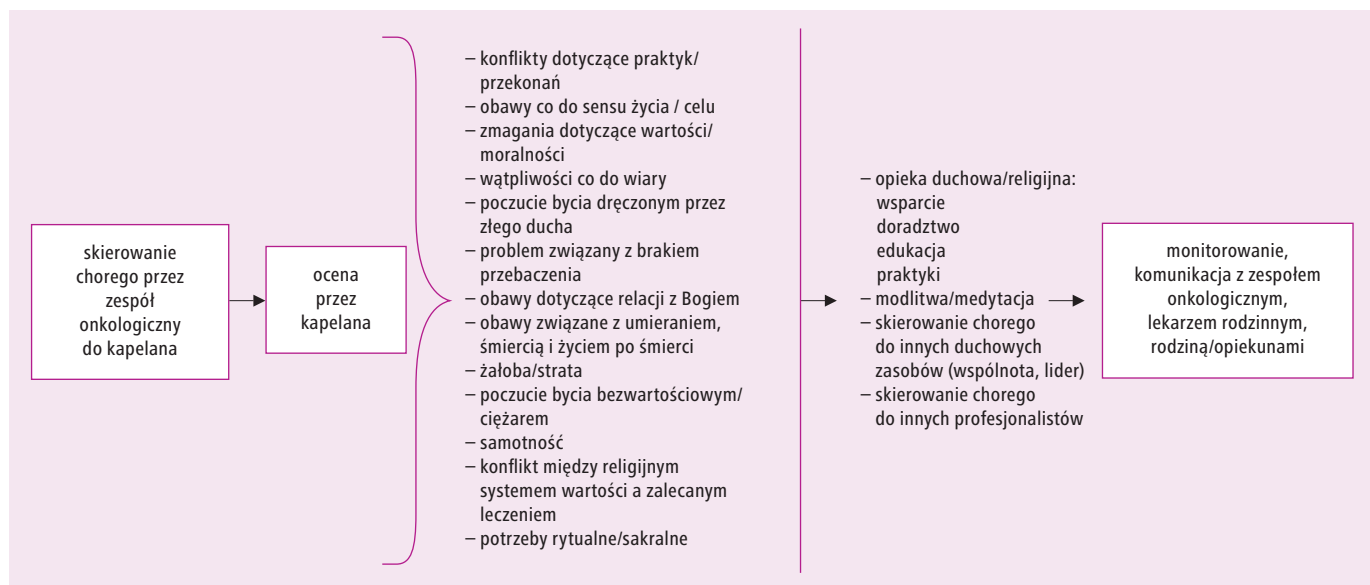 skierowanie
chorego przez
zespół
onkologiczny
do kapelana
ocena
przez
kapelana
– konflikty dotyczące praktyk/
przekonań
– obawy co do sensu życia / celu
– zmagania dotyczące wartości/
moralności
– wątpliwości co do wiary
– poczucie bycia dręczonym przez
złego ducha
– problem związany z brakiem
przebaczenia
– obawy dotyczące relacji z Bogiem
– obawy związane z umieraniem,
śmiercią i życiem po śmierci
– żałoba/strata
– poczucie bycia bezwartościowym/
ciężarem
– samotność
– konflikt między religijnym
systemem wartości a zalecanym
leczeniem
– potrzeby rytualne/sakralne
– opieka duchowa/religijna:
wsparcie
doradztwo
edukacja
praktyki
– modlitwa/medytacja
– skierowanie chorego
do innych duchowych
zasobów (wspólnota, lider)
– skierowanie chorego
do innych profesjonalistów
monitorowanie,
komunikacja z zespołem
onkologicznym,
lekarzem rodzinnym,
rodziną/opiekunami